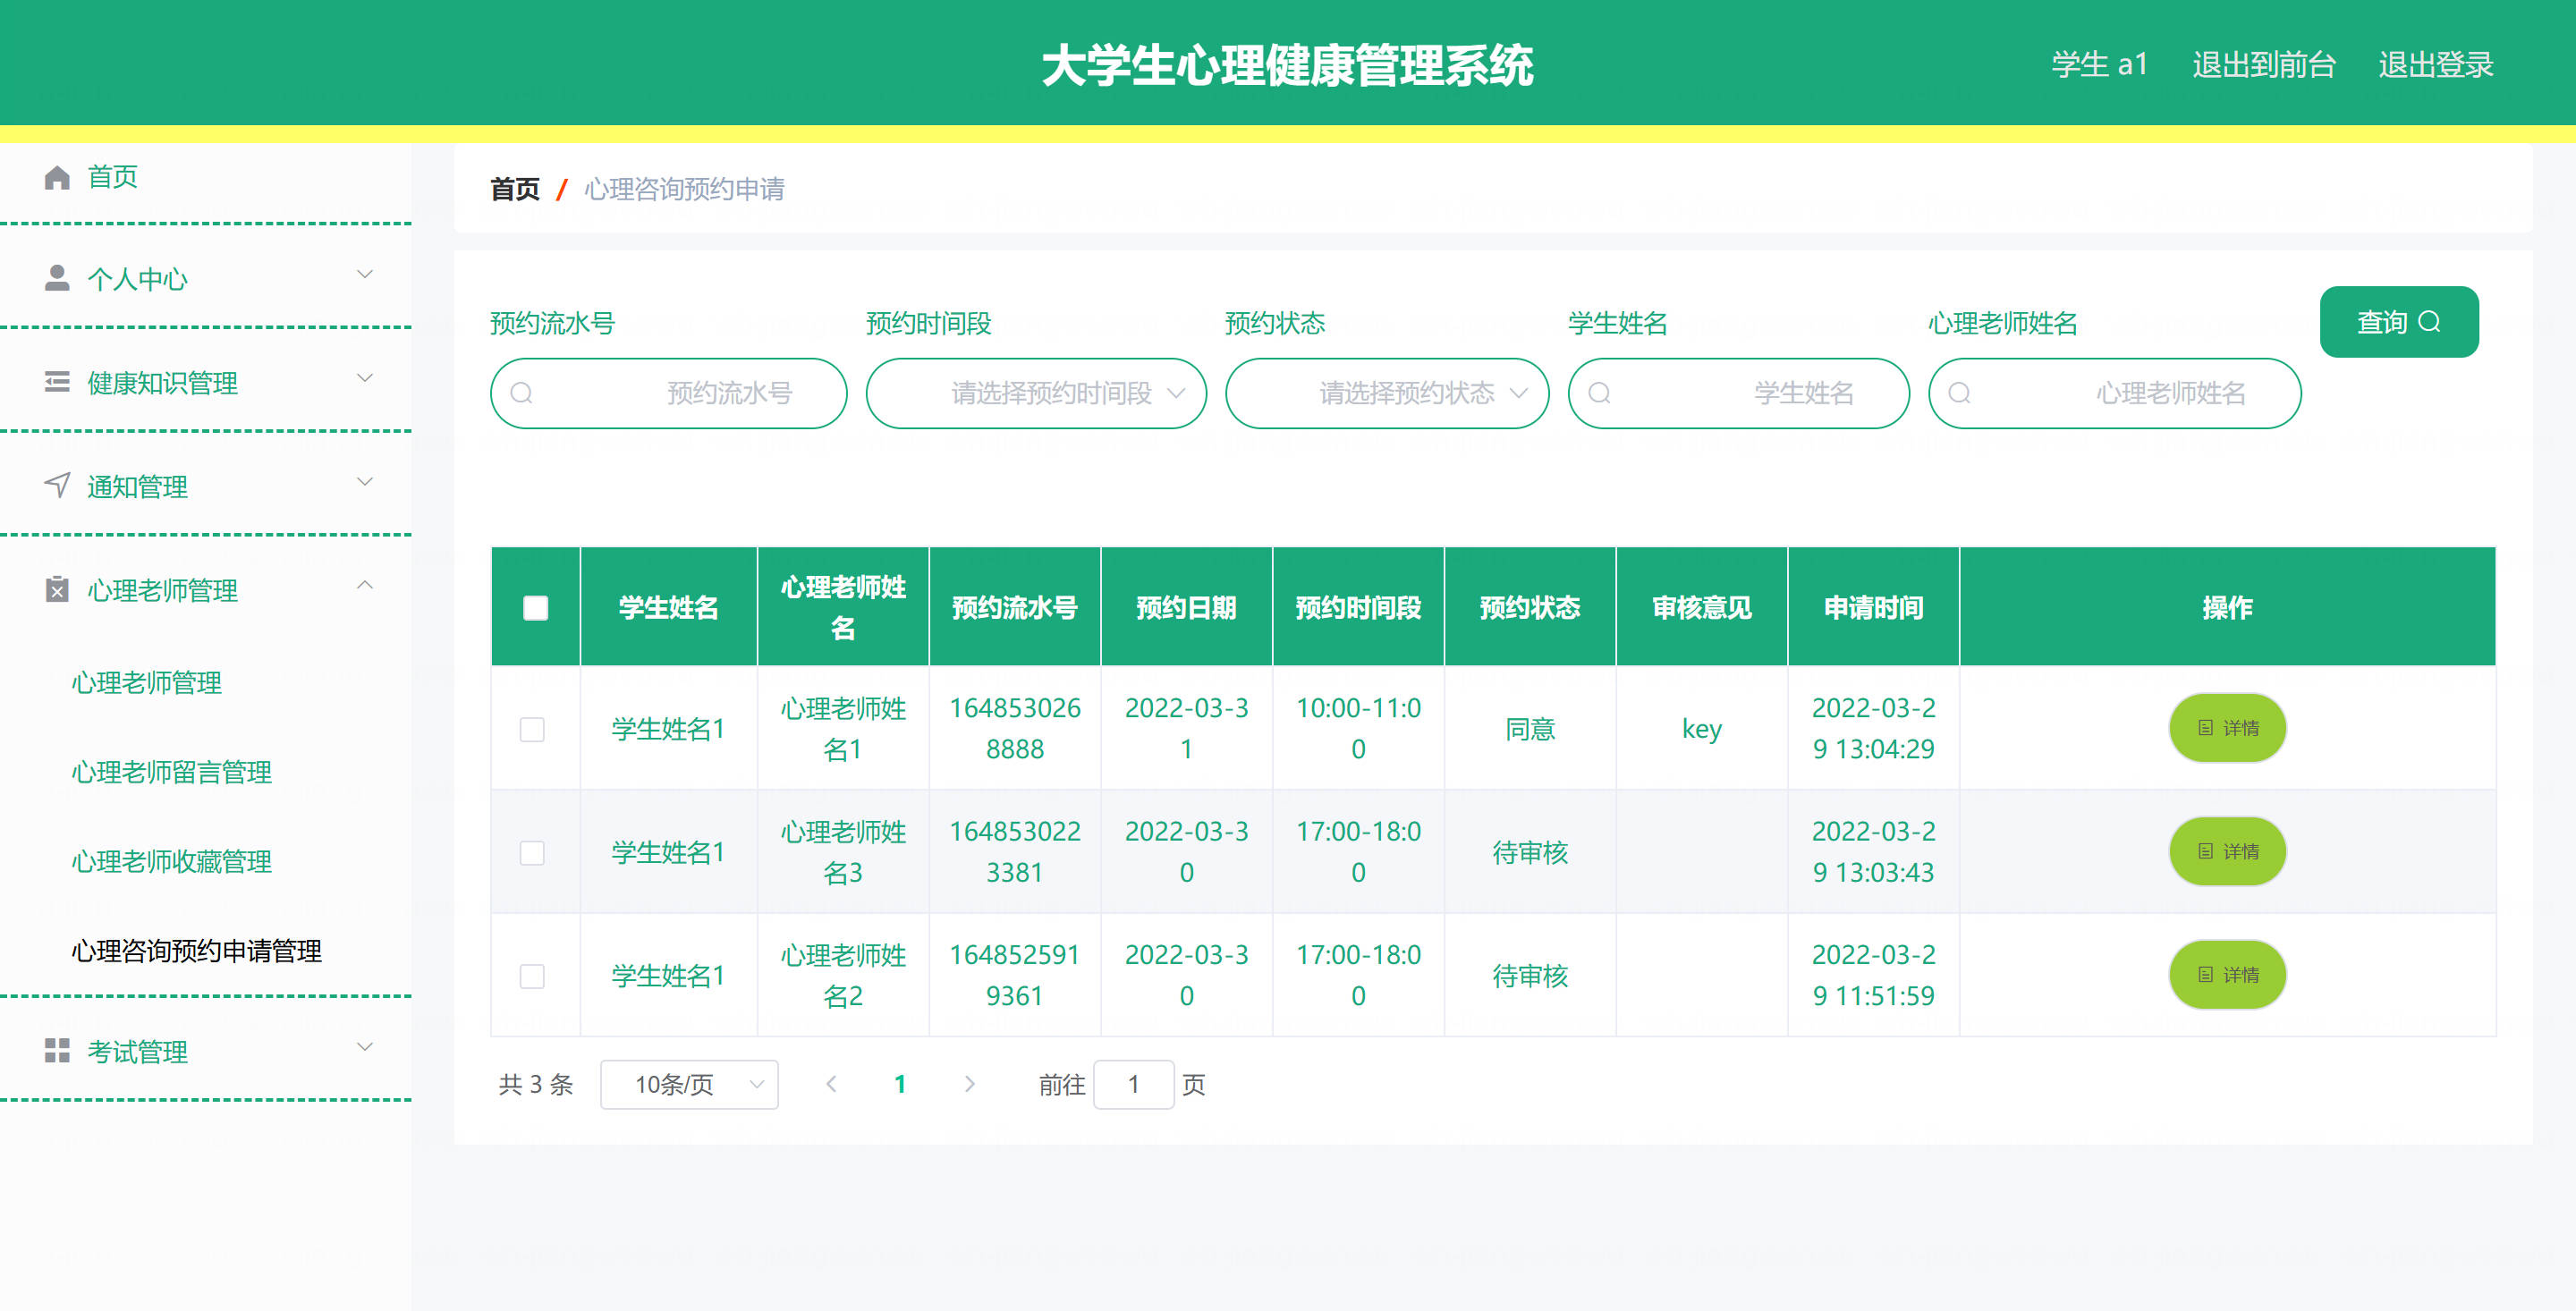 大学生心理健康管理系统
学生 a1 退出到前台 退出登录
首页
个人中心
健康知识管理
通知管理
心理老师管理
心理老师管理
心理老师留言管理
心理老师收藏管理
心理咨询预约申请管理
考试管理
首页 / 心理咨询预约申请
预约流水号 预约时间段 预约状态 学生姓名 心理老师姓名 查询
预约流水号 请选择预约时间段 请选择预约状态 学生姓名 心理老师姓名
学生姓名 心理老师姓名 预约流水号 预约日期 预约时间段 预约状态 审核意见 申请时间 操作
学生姓名1 心理老师姓名1 1648530268888 2022-03-31 10:00-11:00 同意 key 2022-03-29 13:04:29 详情
学生姓名1 心理老师姓名3 1648530223381 2022-03-30 17:00-18:00 待审核 2022-03-29 13:03:43 详情
学生姓名1 心理老师姓名2 1648525919361 2022-03-30 17:00-18:00 待审核 2022-03-29 11:51:59 详情
共 3 条 10条/页 1 前往 1 页